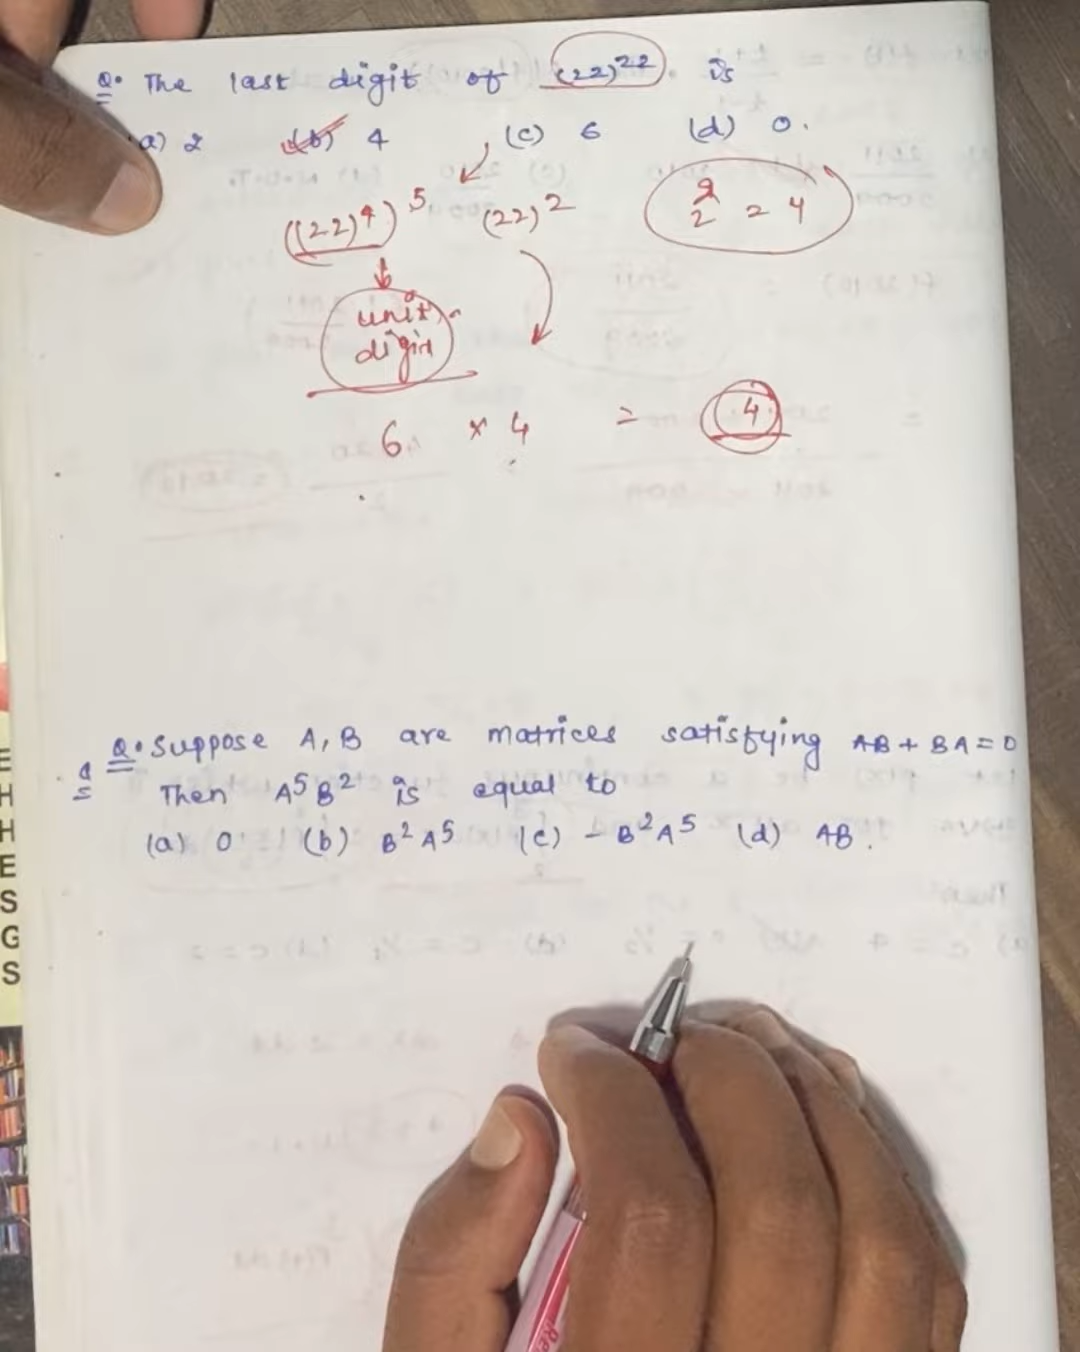 Q. The last digit of (22)^22 is
a) 2 (b) 4 (c) 6 (d) 0.
((22)^4)^5 (22)^2 2^2 = 4
unit
digit
6 × 4 = 4
Q. Suppose A, B are matrices satisfying AB + BA = 0
Then A^5 B^2 is equal to
(a) 0 (b) B^2 A^5 (c) - B^2 A^5 (d) AB.
E
H
H
E
S
G
S